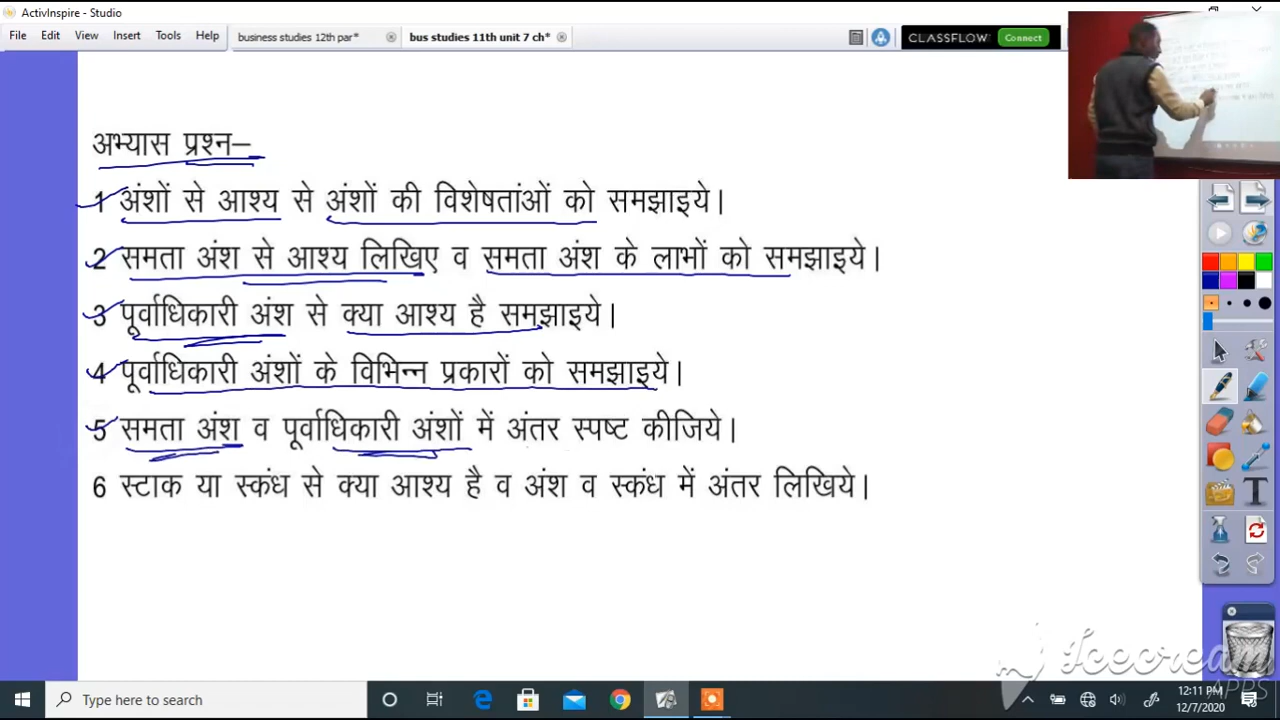 ActivInspire - Studio
File Edit View Insert Tools Help
business studies 12th par*
bus studies 11th unit 7 ch*
CLASSFLOW Connect
अभ्यास प्रश्न–
1 अंशों से आश्य से अंशों की विशेषतांओं को समझाइये।
2 समता अंश से आश्य लिखिए व समता अंश के लाभों को समझाइये।
3 पूर्वाधिकारी अंश से क्या आश्य है समझाइये।
4 पूर्वाधिकारी अंशों के विभिन्न प्रकारों को समझाइये।
5 समता अंश व पूर्वाधिकारी अंशों में अंतर स्पष्ट कीजिये।
6 स्टाक या स्कंध से क्या आश्य है व अंश व स्कंध में अंतर लिखिये।
Icecream
APPS
Type here to search
12:11 PM
12/7/2020